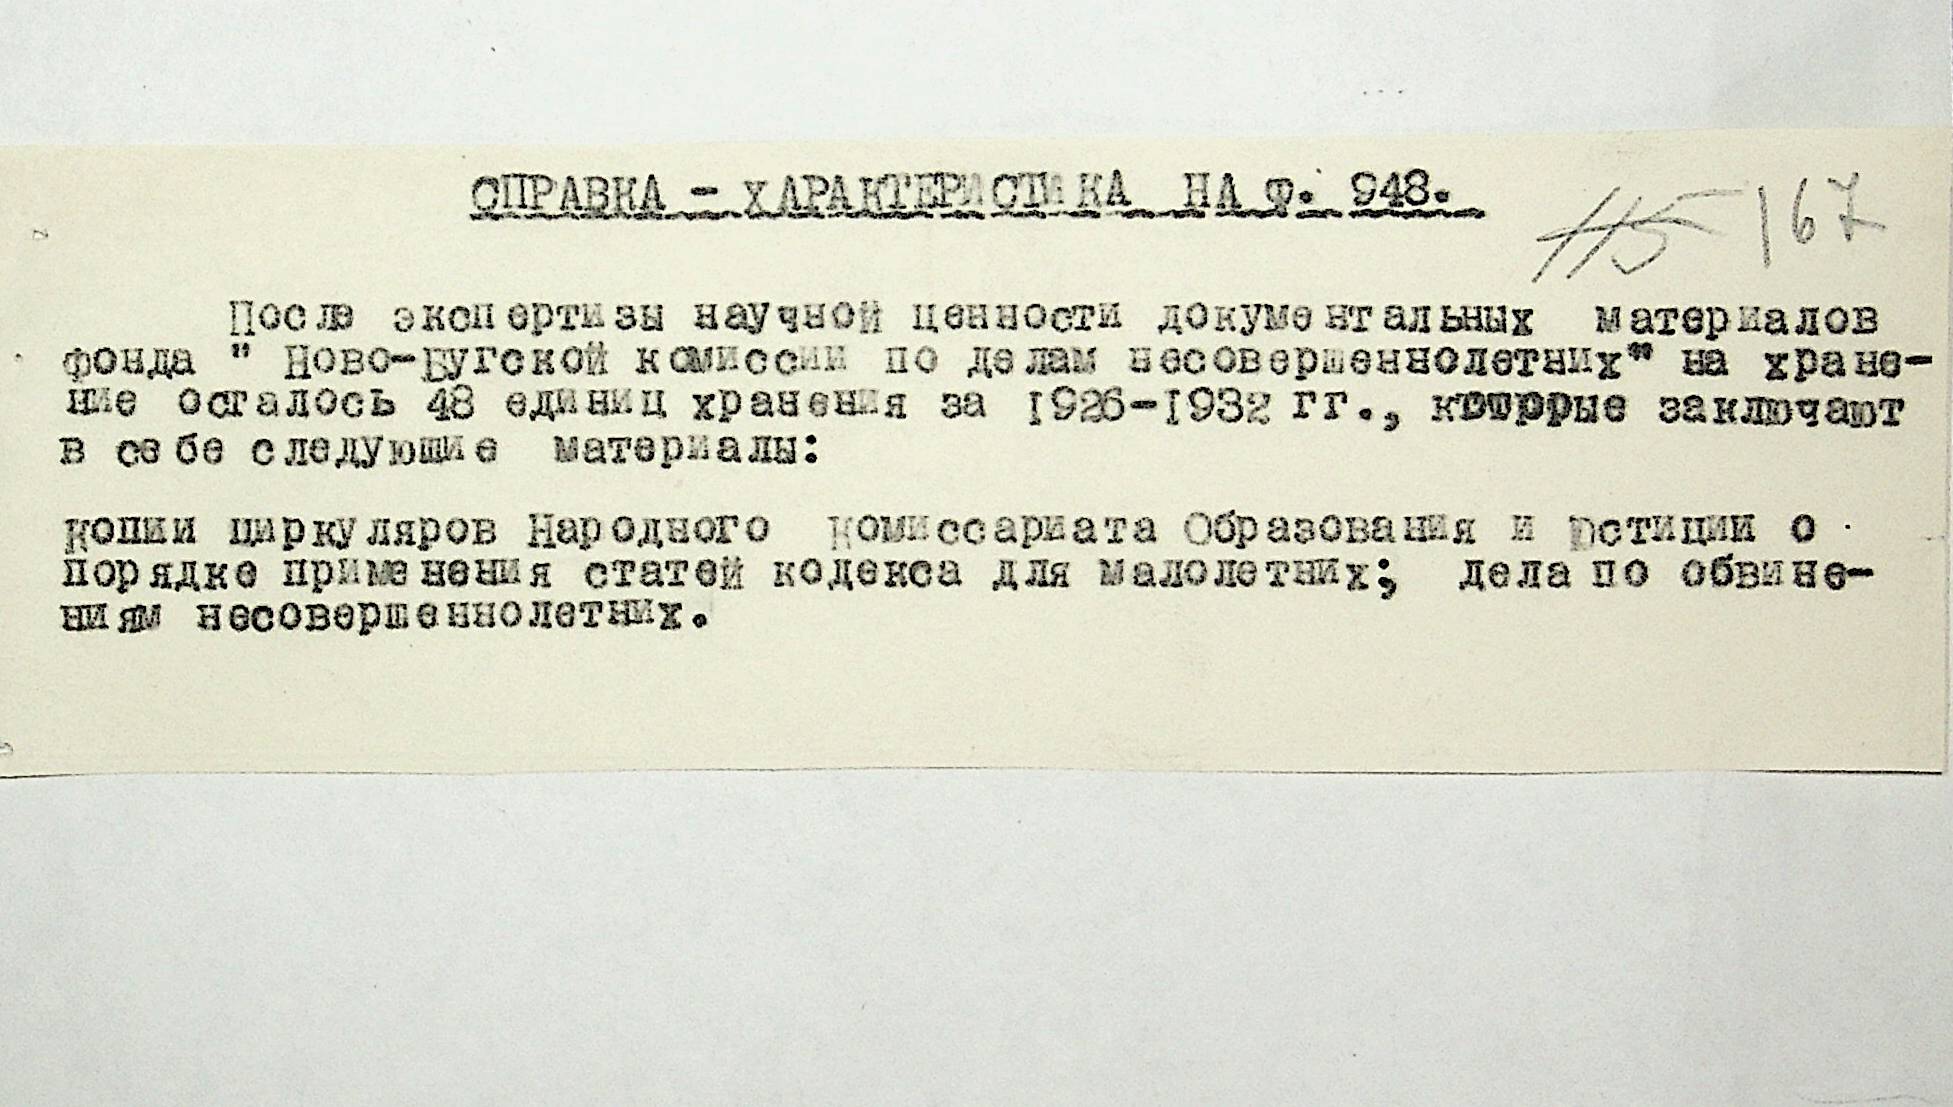 СПРАВКА - ХАРАКТЕРИСТИКА НА Ф. 948.
115 167
После экспертизы научной ценности документальных материалов
фонда " Ново-Бугской комиссии по делам несовершеннолетних" на хране-
ние осталось 48 единиц хранения за 1926-1932 гг., которые заключают
в себе следующие материалы:
копии циркуляров Народного комиссариата Образования и Юстиции о
порядке применения статей кодекса для малолетних; дела по обвине-
ниям несовершеннолетних.